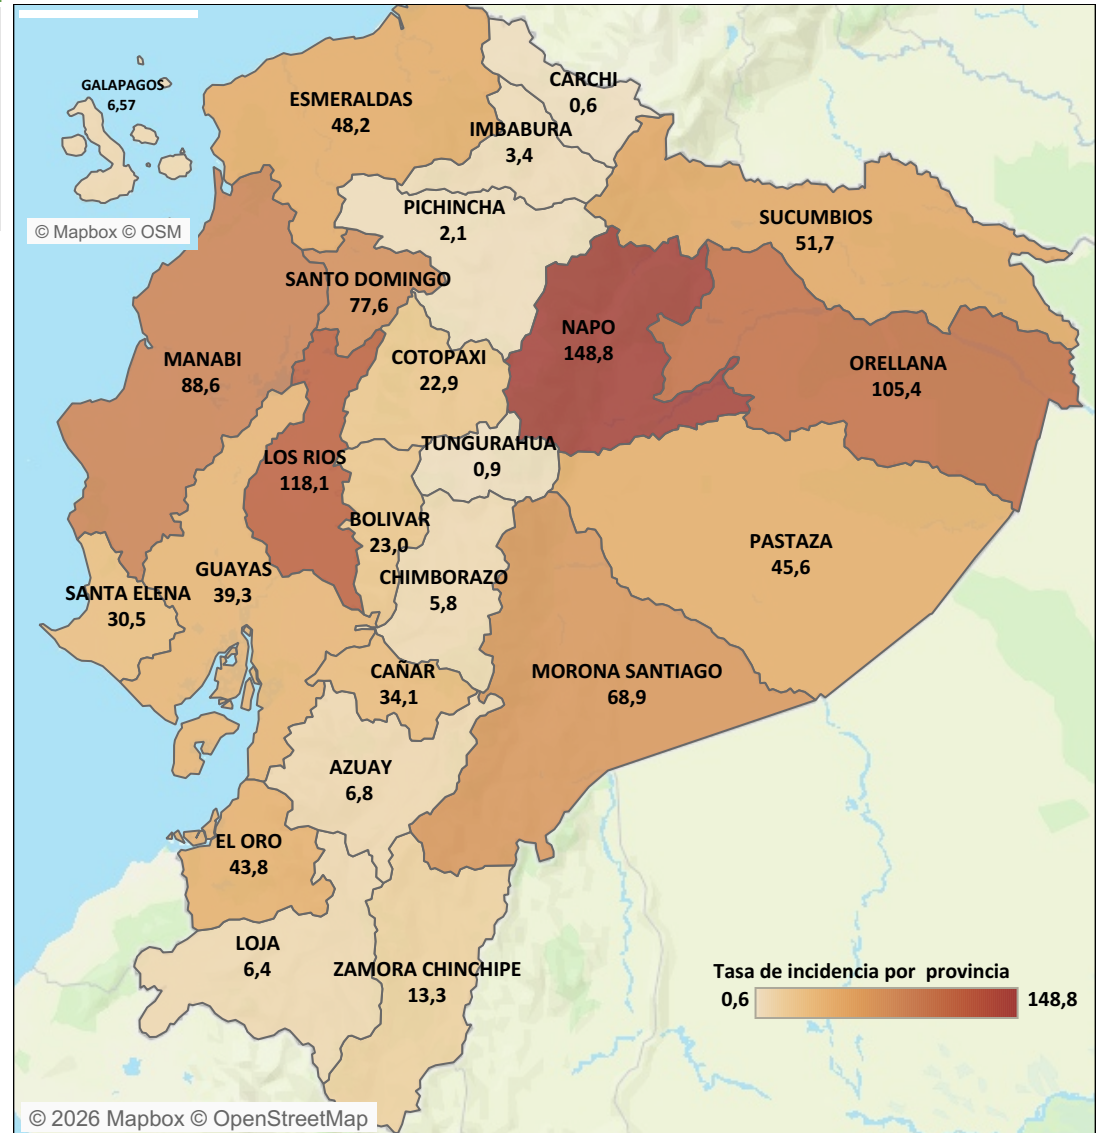 CARCHI
0,6
GALAPAGOS
6,57
ESMERALDAS
48,2
IMBABURA
3,4
PICHINCHA
2,1
SUCUMBIOS
51,7
© Mapbox © OSM
SANTO DOMINGO
77,6
NAPO
148,8
MANABI
88,6
COTOPAXI
22,9
ORELLANA
105,4
TUNGURAHUA
0,9
LOS RIOS
118,1
BOLIVAR
23,0
PASTAZA
45,6
GUAYAS
39,3
CHIMBORAZO
5,8
SANTA ELENA
30,5
CAÑAR
34,1
MORONA SANTIAGO
68,9
AZUAY
6,8
EL ORO
43,8
LOJA
6,4
ZAMORA CHINCHIPE
13,3
Tasa de incidencia por provincia
0,6 148,8
© 2026 Mapbox © OpenStreetMap